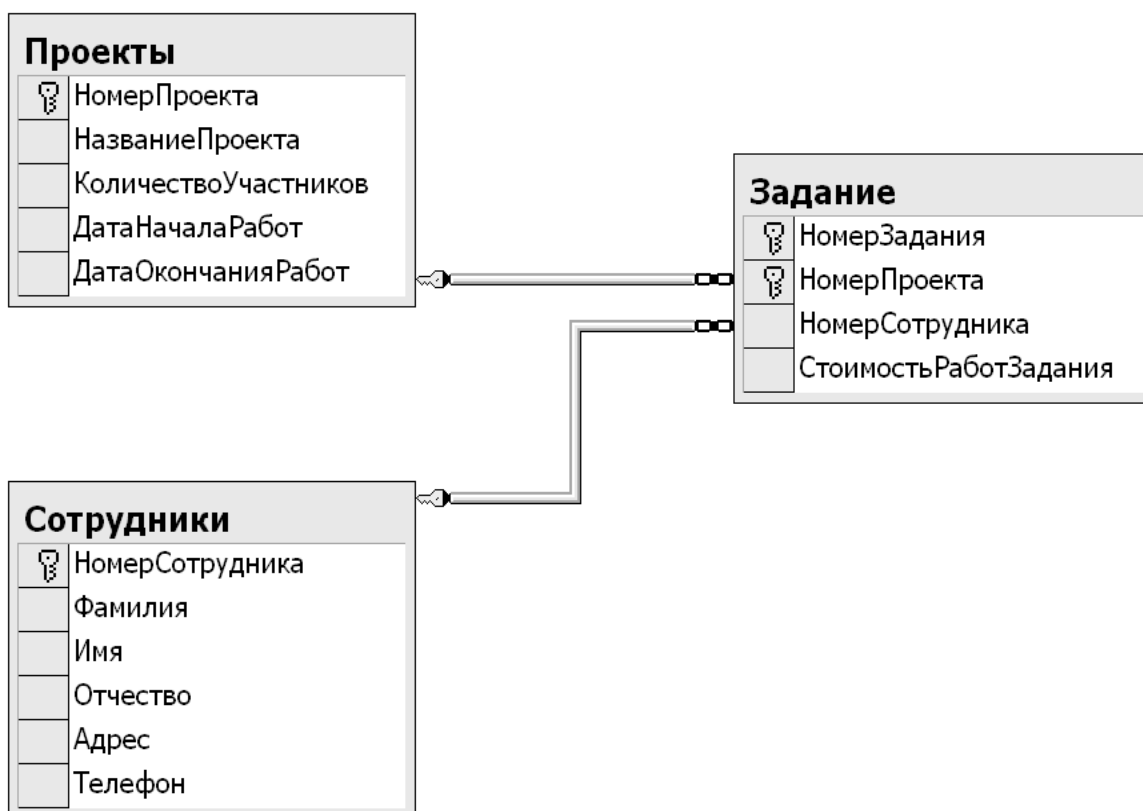 Проекты
НомерПроекта
НазваниеПроекта
КоличествоУчастников
ДатаНачалаРабот
ДатаОкончанияРабот
Задание
НомерЗадания
НомерПроекта
НомерСотрудника
СтоимостьРаботЗадания
Сотрудники
НомерСотрудника
Фамилия
Имя
Отчество
Адрес
Телефон